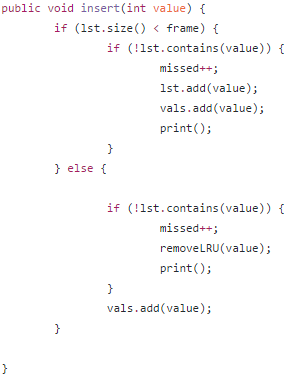 public void insert(int value) {
        if (lst.size() < frame) {
                if (!lst.contains(value)) {
                        missed++;
                        lst.add(value);
                        vals.add(value);
                        print();
                }
        } else {

                if (!lst.contains(value)) {
                        missed++;
                        removeLRU(value);
                        print();
                }
                vals.add(value);
        }

}